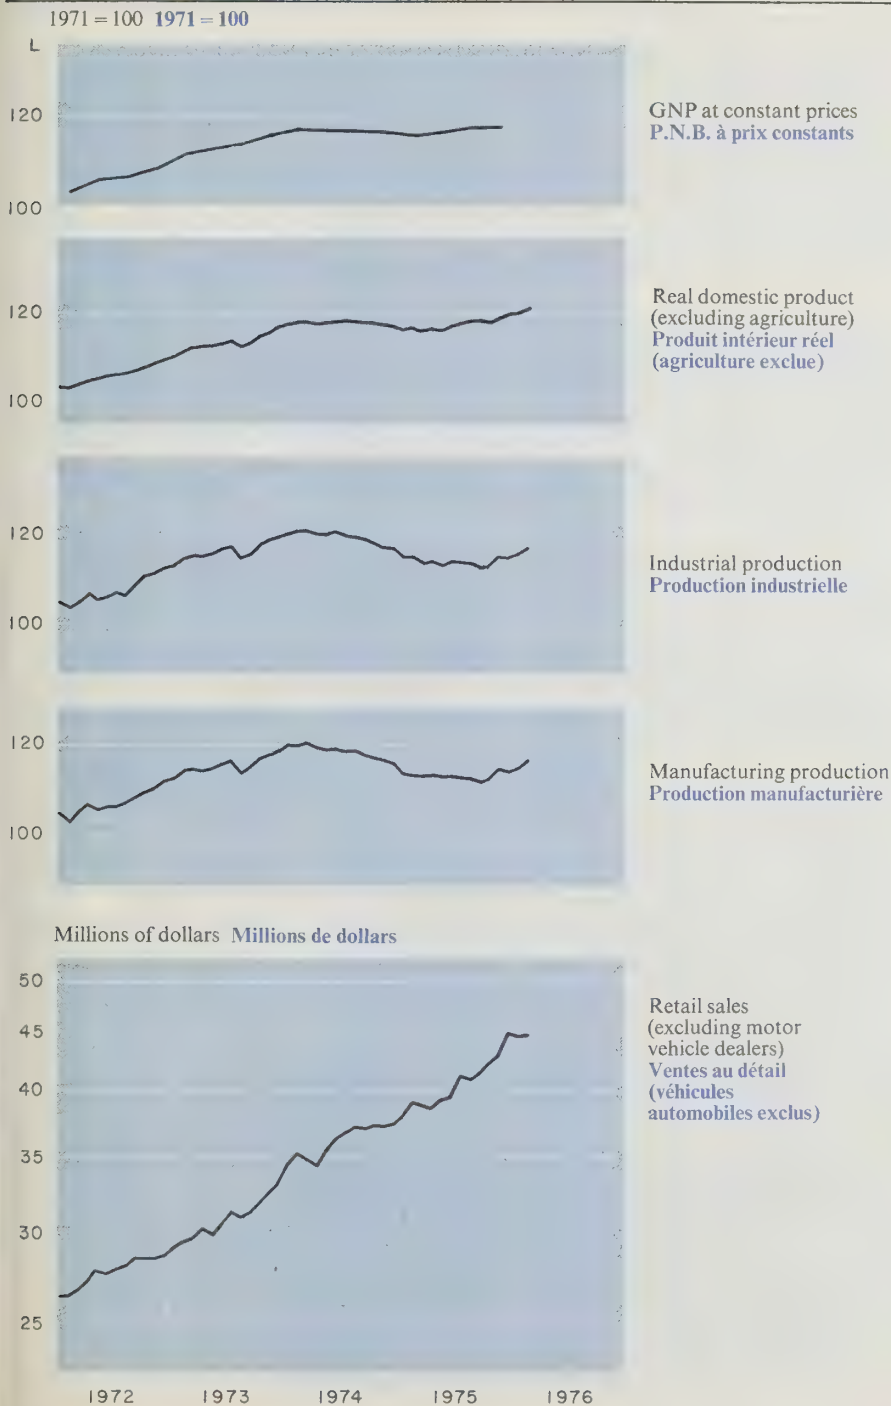 1971 = 100 1971 = 100
L
120
100
GNP at constant prices
P.N.B. à prix constants
120
100
Real domestic product
(excluding agriculture)
Produit intérieur réel
(agriculture exclue)
120
100
Industrial production
Production industrielle
120
100
Manufacturing production
Production manufacturière
Millions of dollars Millions de dollars
50
45
40
35
30
25
Retail sales
(excluding motor
vehicle dealers)
Ventes au détail
(véhicules
automobiles exclus)
1972 1973 1974 1975 1976